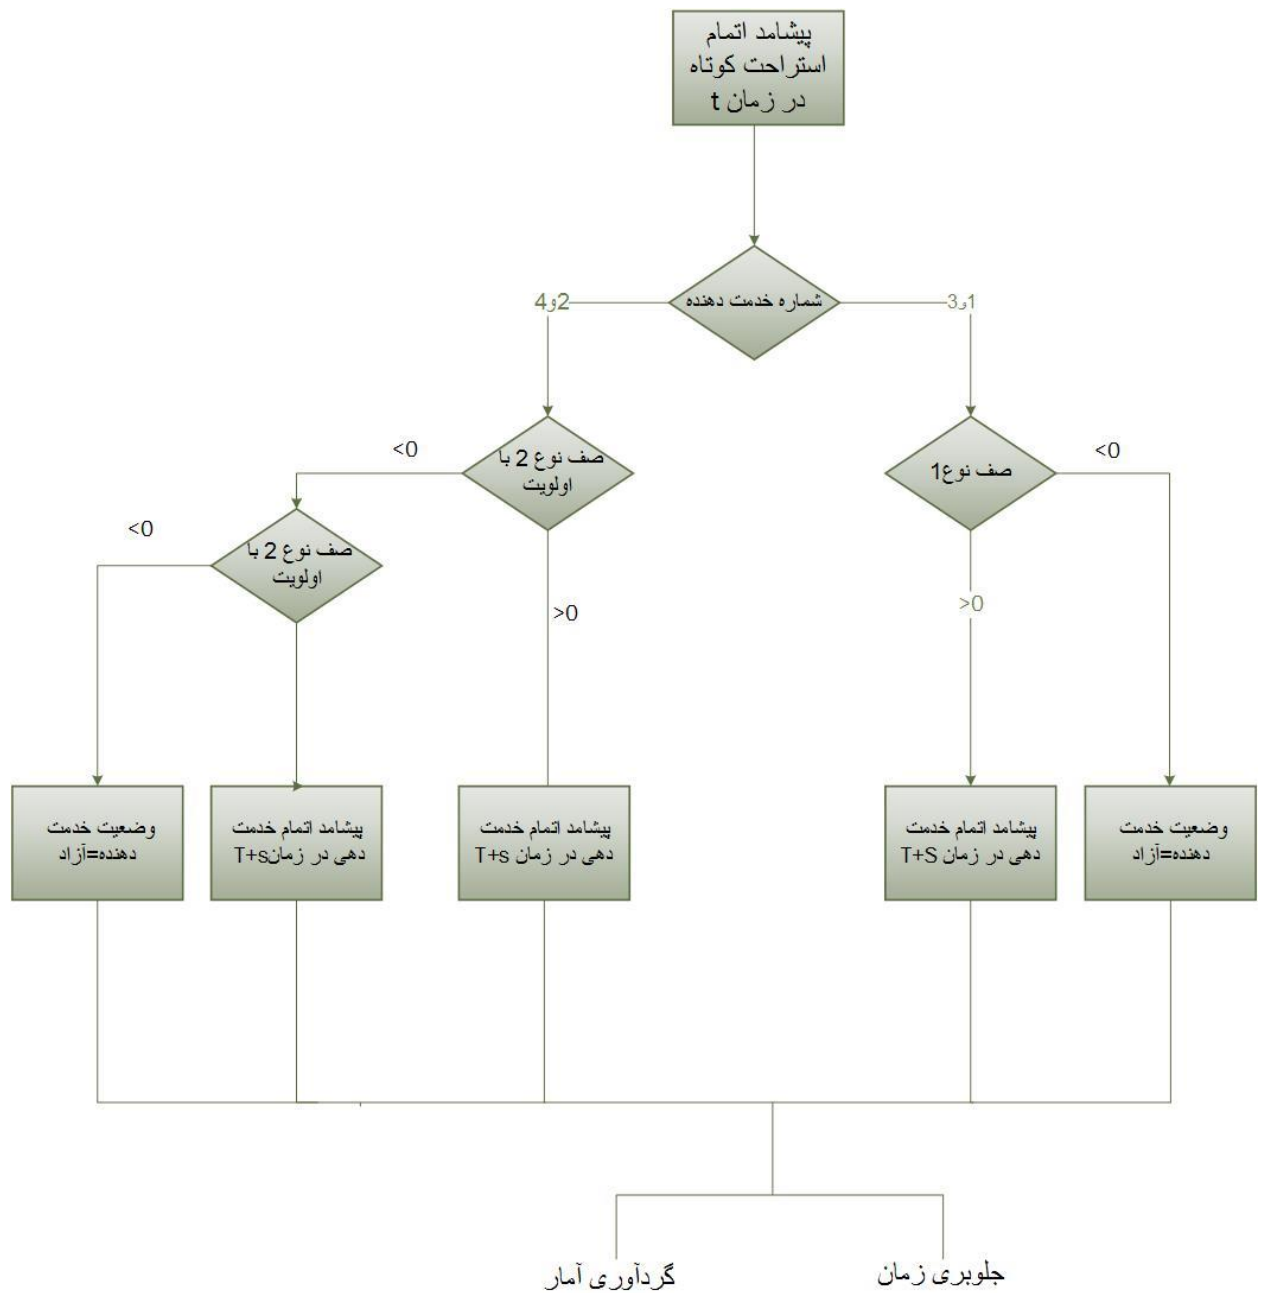 پیشامد اتمام
استراحت کوتاه
در زمان t
شماره خدمت دهنده
2و4
1و3
صف نوع 2 با
اولویت
<0
صف نوع1
<0
صف نوع 2 با
اولویت
<0
>0
>0
وضعیت خدمت
دهنده=آزاد
پیشامد اتمام خدمت
دهی در زمانT+s
پیشامد اتمام خدمت
دهی در زمان T+s
پیشامد اتمام خدمت
دهی در زمان T+S
وضعیت خدمت
دهنده=آزاد
گردآوری آمار
جلوبری زمان